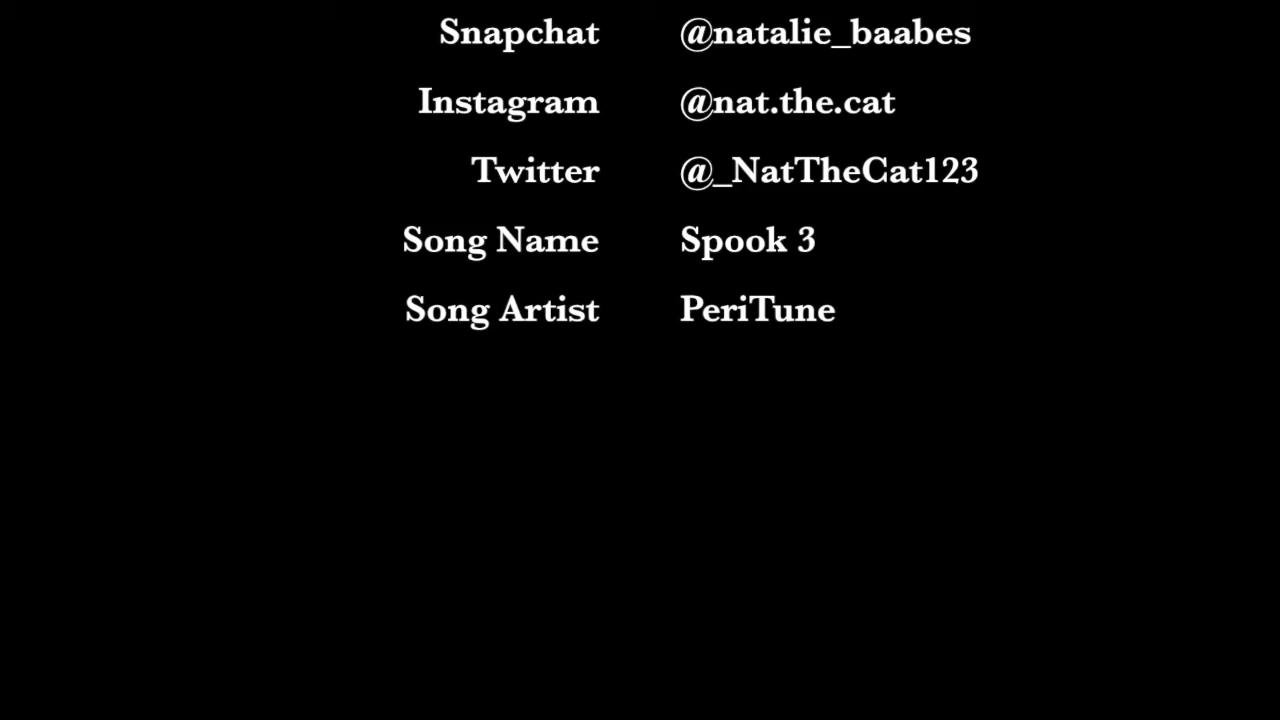 Snapchat @natalie_baabes
Instagram @nat.the.cat
Twitter @_NatTheCat123
Song Name Spook 3
Song Artist PeriTune